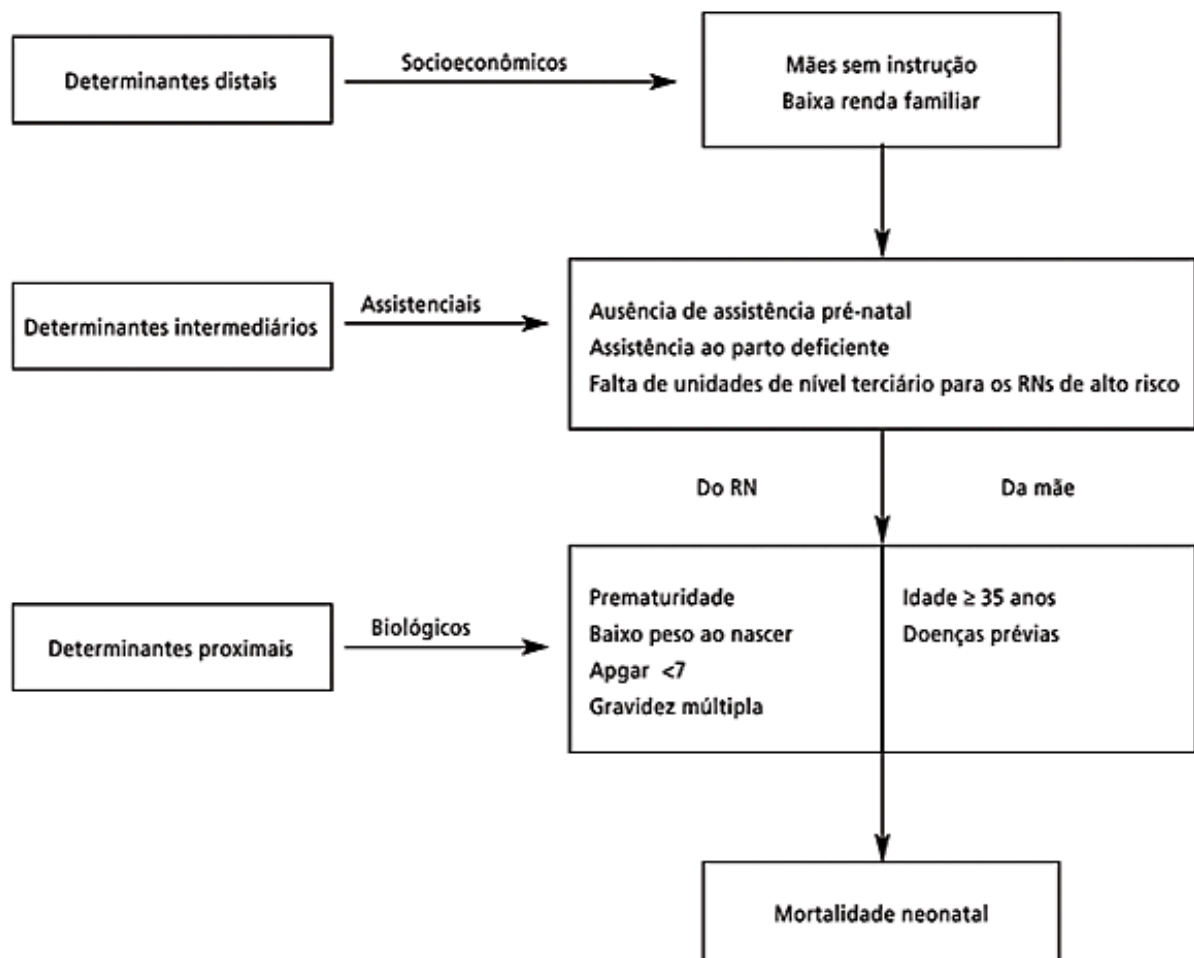 Determinantes distais
Socioeconômicos
Mães sem instrução
Baixa renda familiar
Determinantes intermediários
Assistenciais
Ausência de assistência pré-natal
Assistência ao parto deficiente
Falta de unidades de nível terciário para os RNs de alto risco
Do RN
Da mãe
Determinantes proximais
Biológicos
Prematuridade
Baixo peso ao nascer
Apgar <7
Gravidez múltipla
Idade ≥ 35 anos
Doenças prévias
Mortalidade neonatal